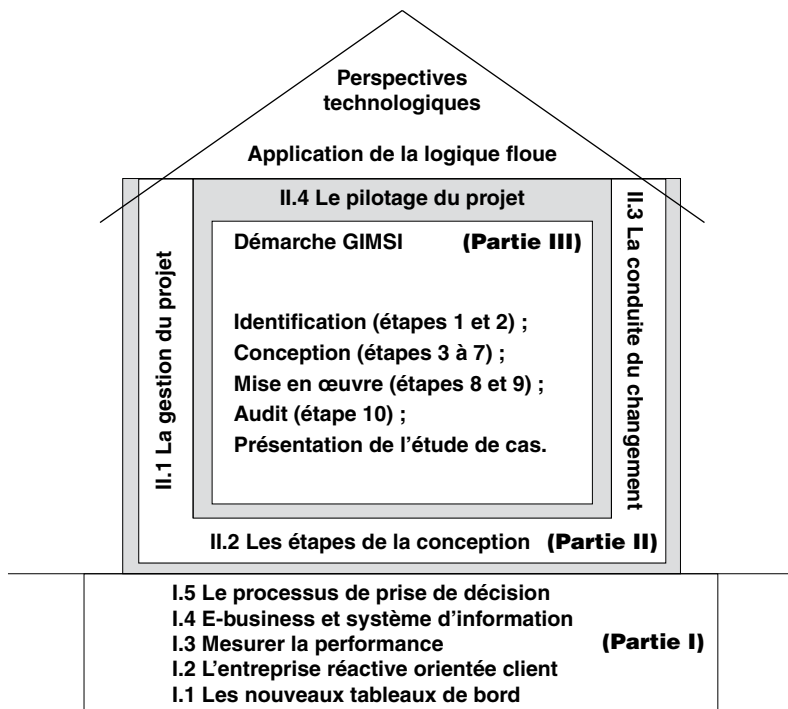 Perspectives
technologiques
Application de la logique floue
II.4 Le pilotage du projet
II.1 La gestion du projet
II.3 La conduite du changement
Démarche GIMSI (Partie III)
Identification (étapes 1 et 2) ;
Conception (étapes 3 à 7) ;
Mise en œuvre (étapes 8 et 9) ;
Audit (étape 10) ;
Présentation de l’étude de cas.
II.2 Les étapes de la conception (Partie II)
I.5 Le processus de prise de décision
I.4 E-business et système d’information
I.3 Mesurer la performance (Partie I)
I.2 L’entreprise réactive orientée client
I.1 Les nouveaux tableaux de bord